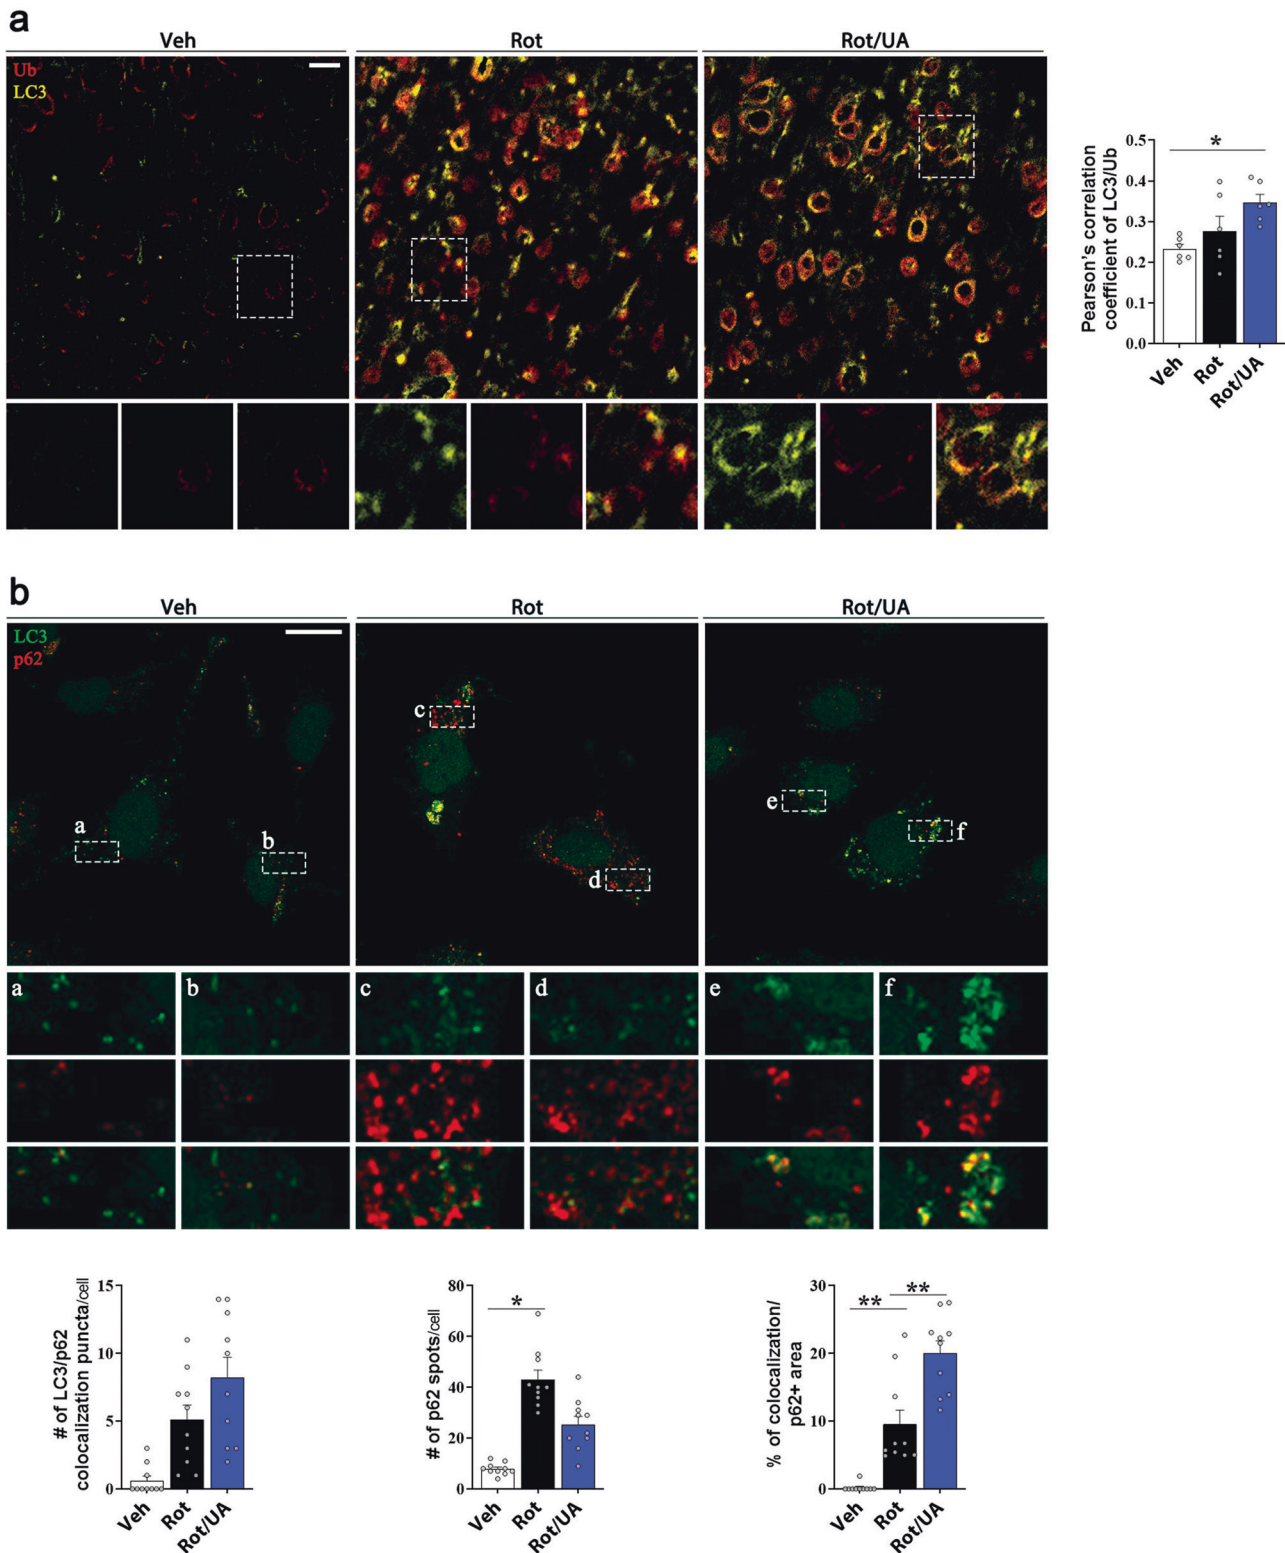 a
Veh
Rot
Rot/UA
Ub
LC3
Pearson's correlation
coefficient of LC3/Ub
0.5
0.4
0.3
0.2
0.1
0.0
*
Veh
Rot
Rot/UA
b
Veh
Rot
Rot/UA
LC3
p62
a
b
c
d
e
f
a
b
c
d
e
f
# of LC3/p62
colocalization puncta/cell
15
10
5
0
Veh
Rot
Rot/UA
# of p62 spots/cell
80
60
40
20
0
*
Veh
Rot
Rot/UA
% of colocalization/
p62+ area
30
20
10
0
**
**
Veh
Rot
Rot/UA